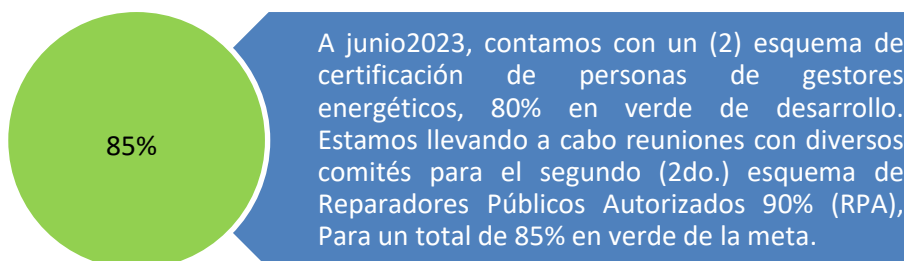 85%
A junio2023, contamos con un (2) esquema de
certificación de personas de gestores
energéticos, 80% en verde de desarrollo.
Estamos llevando a cabo reuniones con diversos
comités para el segundo (2do.) esquema de
Reparadores Públicos Autorizados 90% (RPA),
Para un total de 85% en verde de la meta.